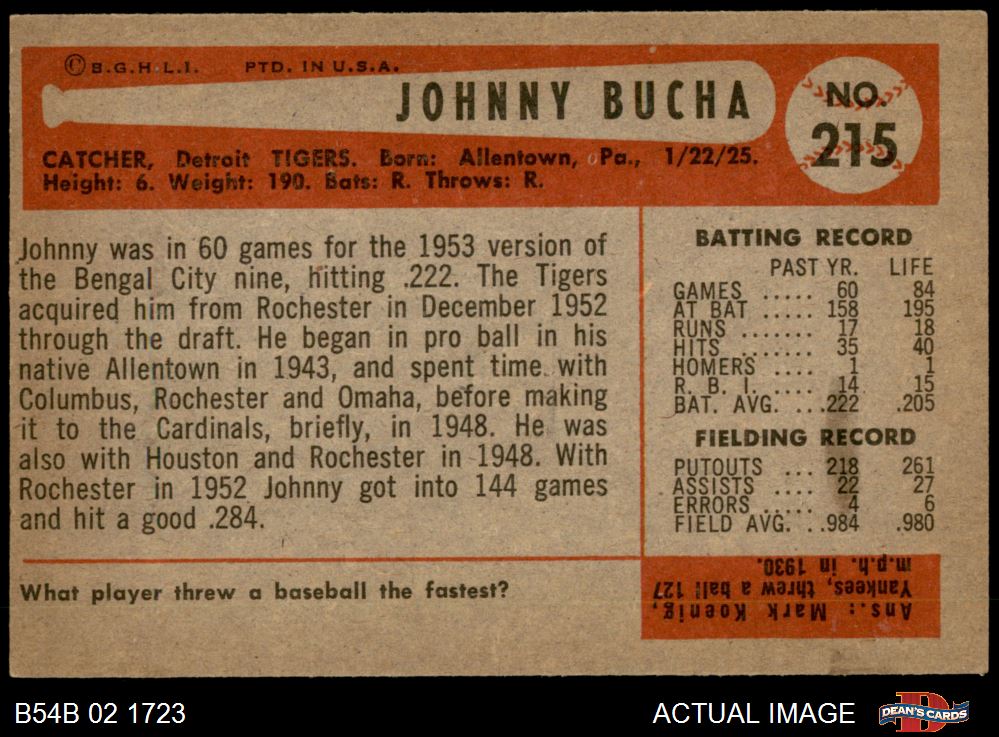 © B.G.H.L.I. PTD. IN U.S.A.
JOHNNY BUCHA
NO.
215
CATCHER, Detroit TIGERS. Born: Allentown, Pa., 1/22/25.
Height: 6. Weight: 190. Bats: R. Throws: R.
Johnny was in 60 games for the 1953 version of
the Bengal City nine, hitting .222. The Tigers
acquired him from Rochester in December 1952
through the draft. He began in pro ball in his
native Allentown in 1943, and spent time with
Columbus, Rochester and Omaha, before making
it to the Cardinals, briefly, in 1948. He was
also with Houston and Rochester in 1948. With
Rochester in 1952 Johnny got into 144 games
and hit a good .284.
BATTING RECORD
PAST YR. LIFE
GAMES ..... 60 84
AT BAT ..... 158 195
RUNS ....... 17 18
HITS ........ 35 40
HOMERS .... 1 1
R. B. I. ..... 14 15
BAT. AVG. ...222 .205
FIELDING RECORD
PUTOUTS ... 218 261
ASSISTS .... 22 27
ERRORS ..... 4 6
FIELD AVG. ..984 .980
What player threw a baseball the fastest?
Ans.: Mark Koenig,
Yankees, threw a ball 127
m.p.h. in 1930.
B54B 02 1723
ACTUAL IMAGE
DEAN'S CARDS